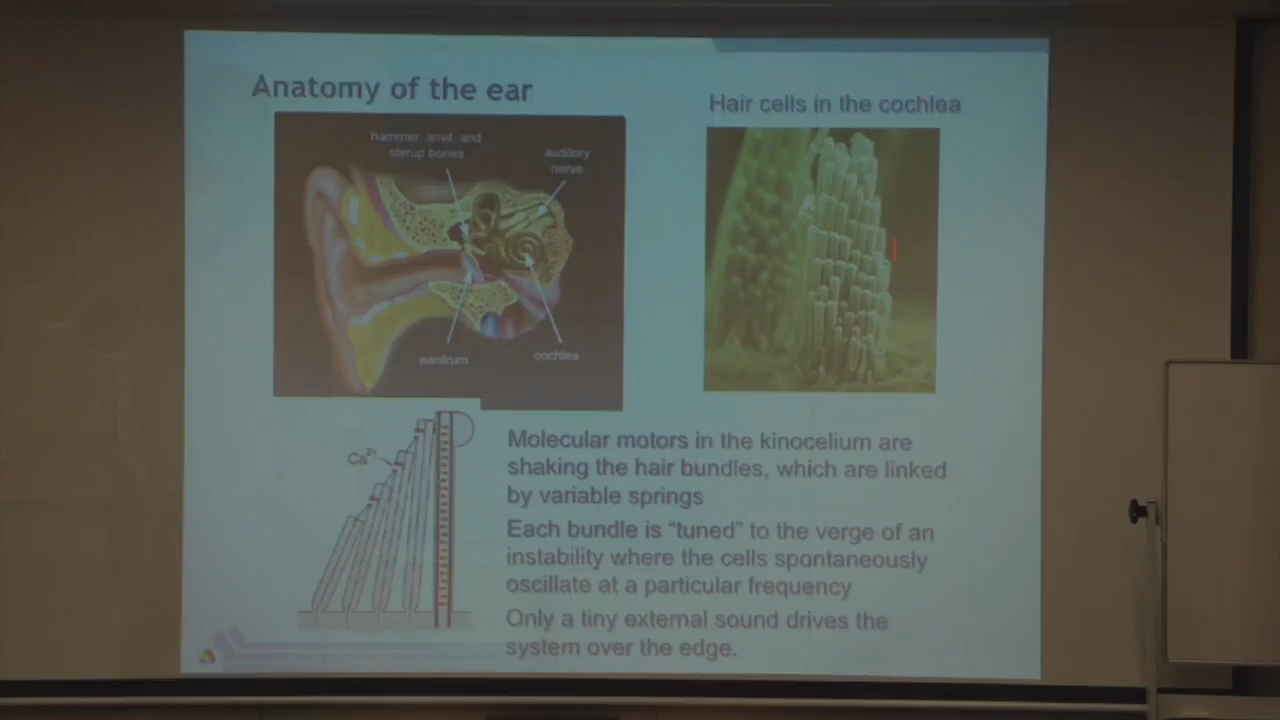 Anatomy of the ear
Hair cells in the cochlea
hammer anvil and
stirrup bones
auditory
nerve
eardrum
cochlea
Ca2+
Molecular motors in the kinocelium are
shaking the hair bundles, which are linked
by variable springs
Each bundle is “tuned” to the verge of an
instability where the cells spontaneously
oscillate at a particular frequency
Only a tiny external sound drives the
system over the edge.